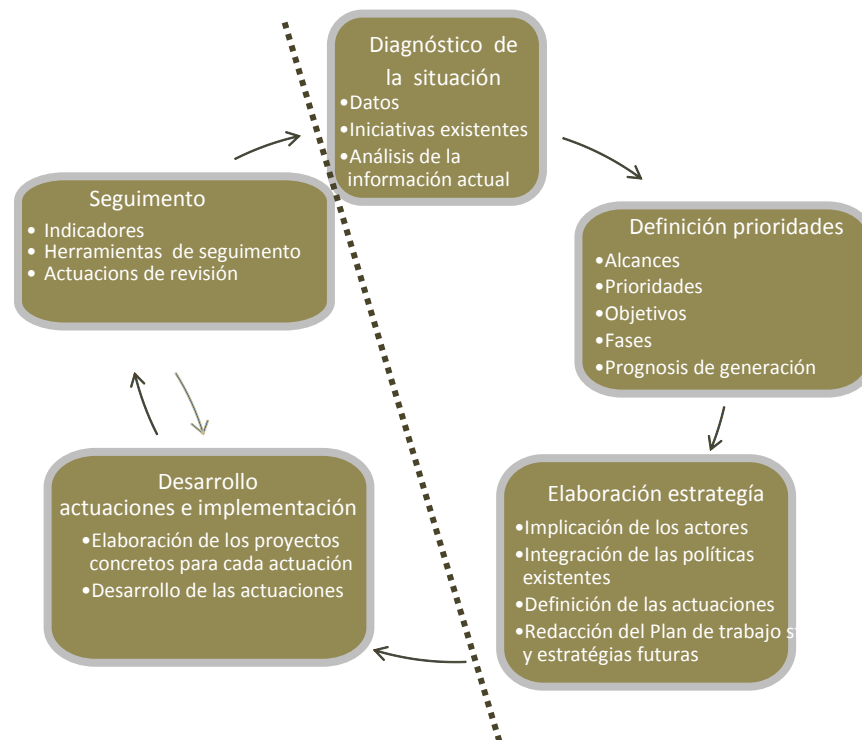 Diagnóstico de
la situación
•Datos
•Iniciativas existentes
•Análisis de la
información actual
Definición prioridades
•Alcances
•Prioridades
•Objetivos
•Fases
•Prognosis de generación
Elaboración estrategía
•Implicación de los actores
•Integración de las políticas
existentes
•Definición de las actuaciones
•Redacción del Plan de trabajo
y estratégias futuras
Desarrollo
actuaciones e implementación
•Elaboración de los proyectos
concretos para cada actuación
•Desarrollo de las actuaciones
Seguimento
• Indicadores
• Herramientas de seguimento
• Actuacions de revisión